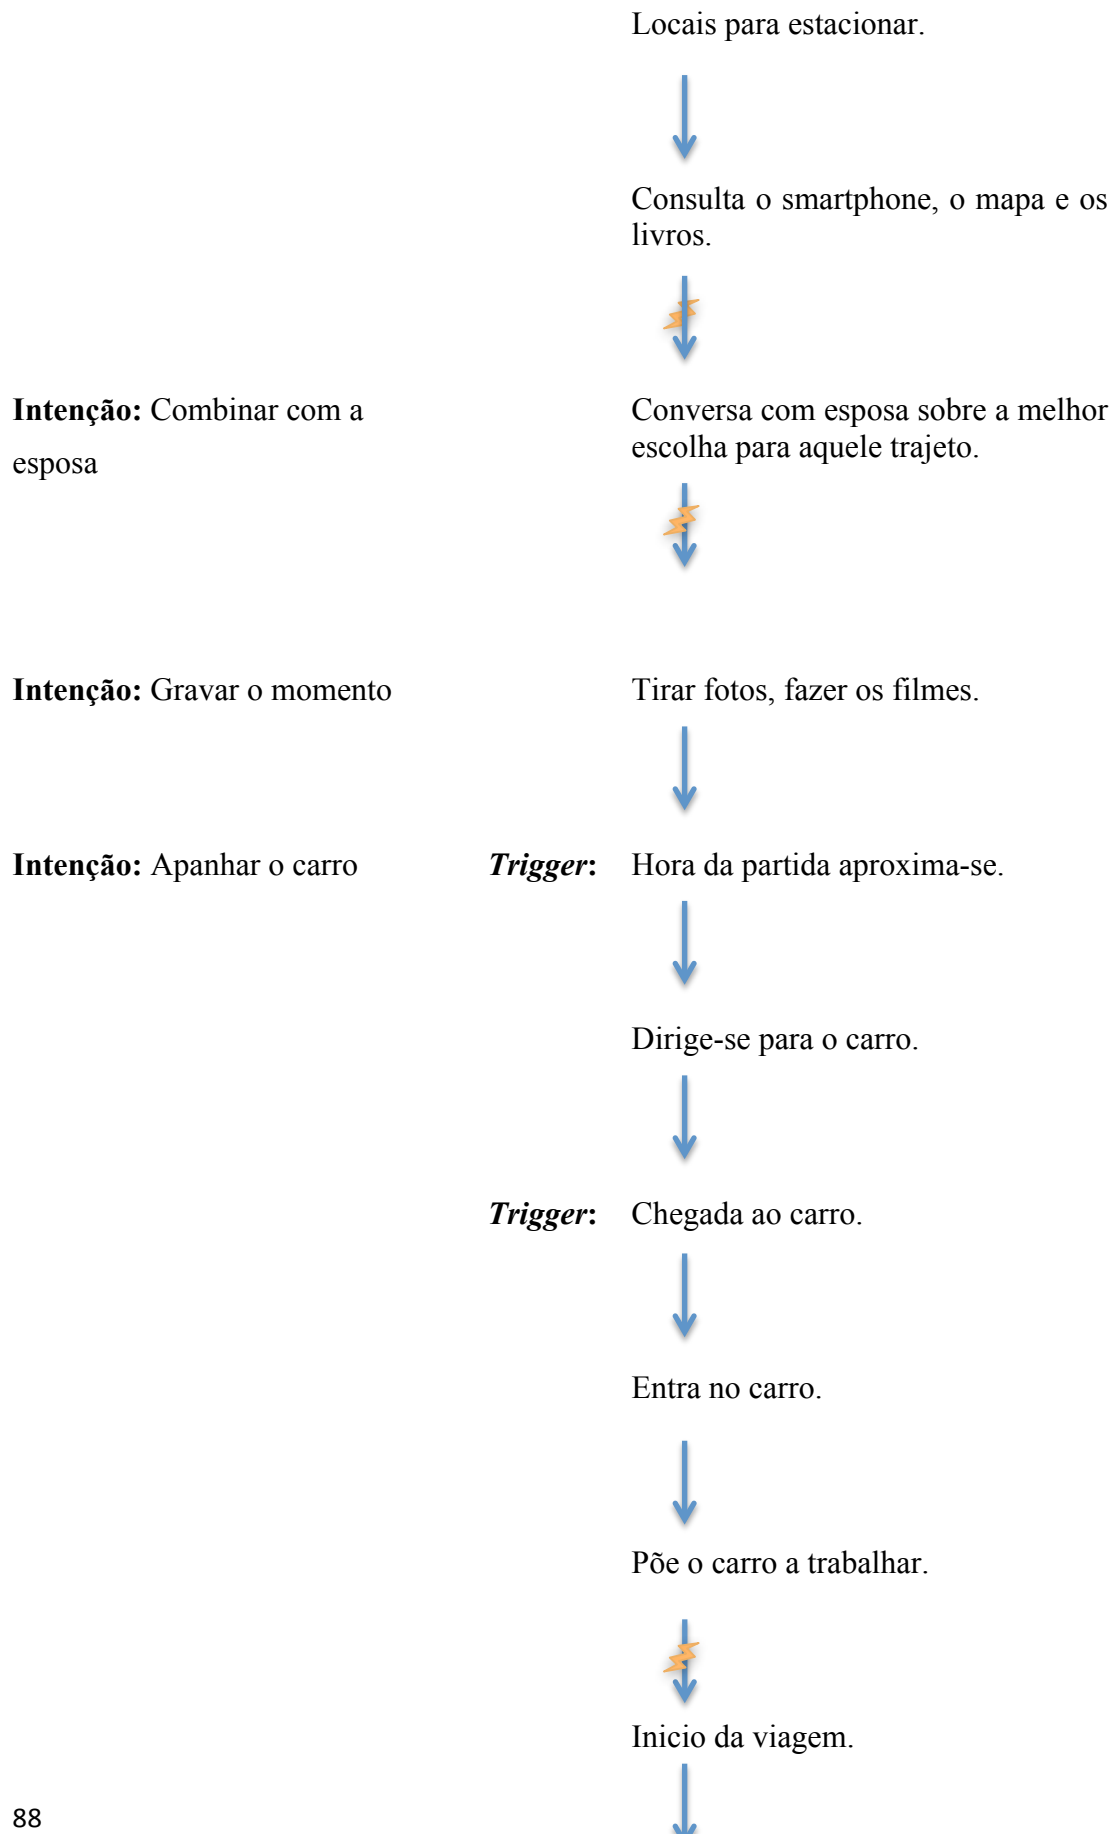 Locais para estacionar.
Consulta o smartphone, o mapa e os
livros.
Intenção: Combinar com a
esposa
Conversa com esposa sobre a melhor
escolha para aquele trajeto.
Intenção: Gravar o momento
Tirar fotos, fazer os filmes.
Intenção: Apanhar o carro
Trigger:
Hora da partida aproxima-se.
Dirige-se para o carro.
Trigger:
Chegada ao carro.
Entra no carro.
Põe o carro a trabalhar.
Inicio da viagem.
88